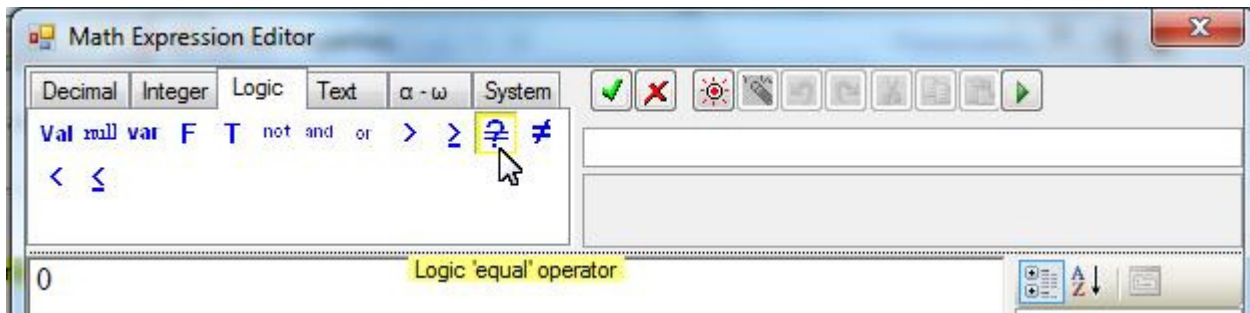 Math Expression Editor
Decimal Integer Logic Text α - ω System
Val null var F T not and or > ≥ ≟ ≠
< ≤
Logic 'equal' operator
0
A
Z